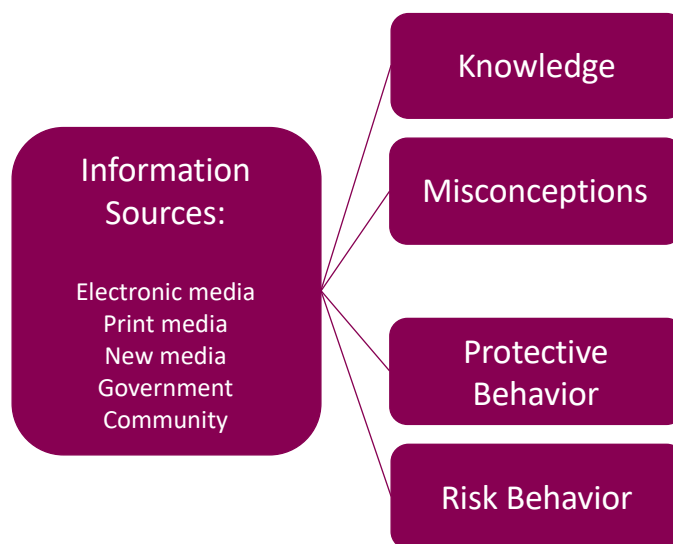 Information
Sources:
Electronic media
Print media
New media
Government
Community
Knowledge
Misconceptions
Protective
Behavior
Risk Behavior